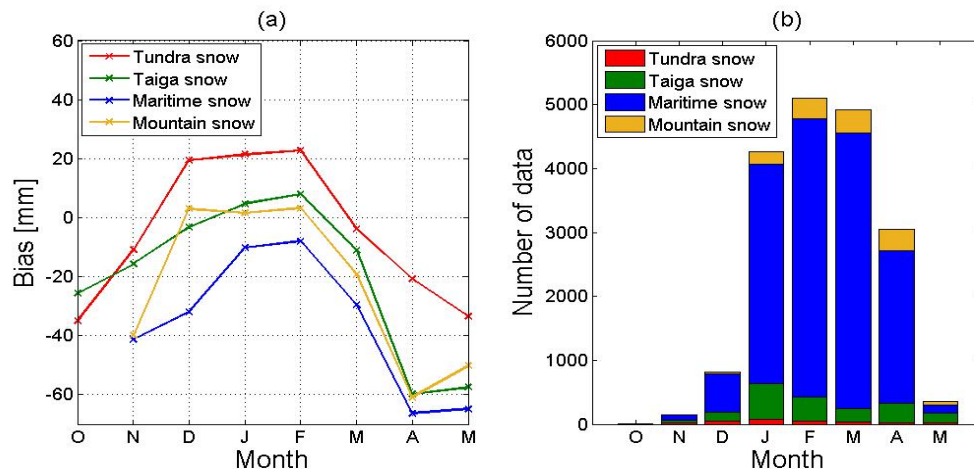 (a)
60
40
20
0
-20
-40
-60
Bias [mm]
Tundra snow
Taiga snow
Maritime snow
Mountain snow
O N D J F M A M
Month
(b)
6000
5000
4000
3000
2000
1000
0
Number of data
Tundra snow
Taiga snow
Maritime snow
Mountain snow
O N D J F M A M
Month